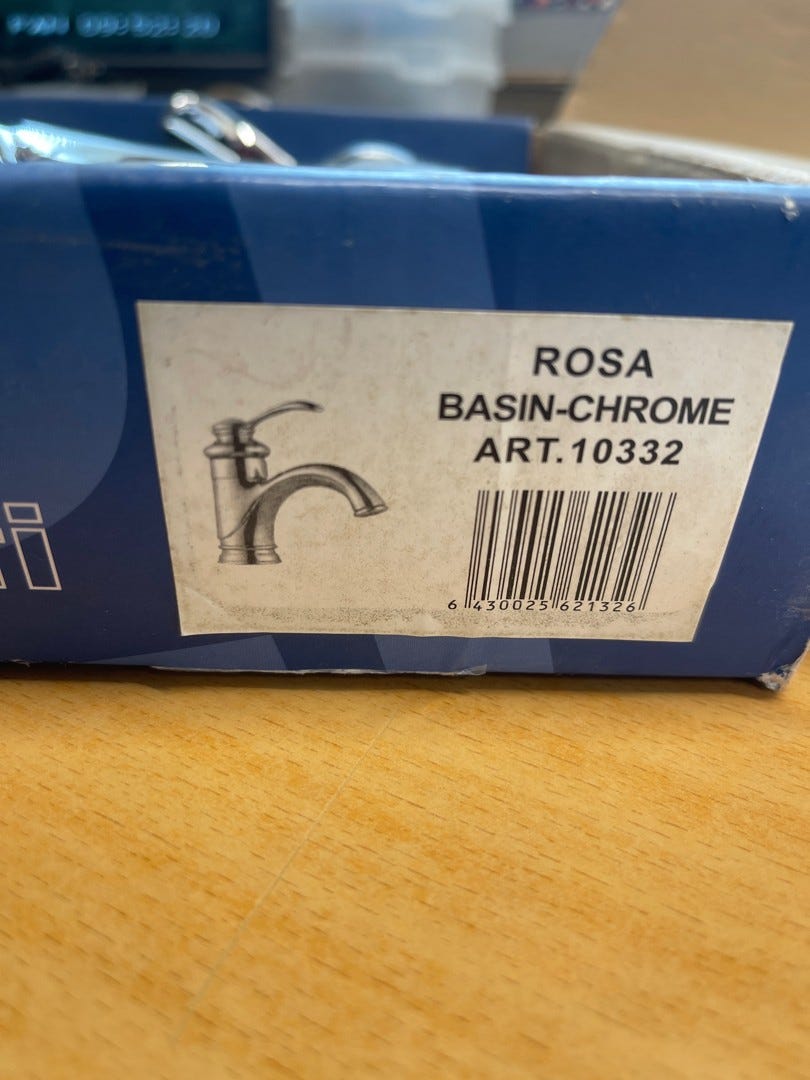 ROSA
BASIN-CHROME
ART.10332
6 430025 621326